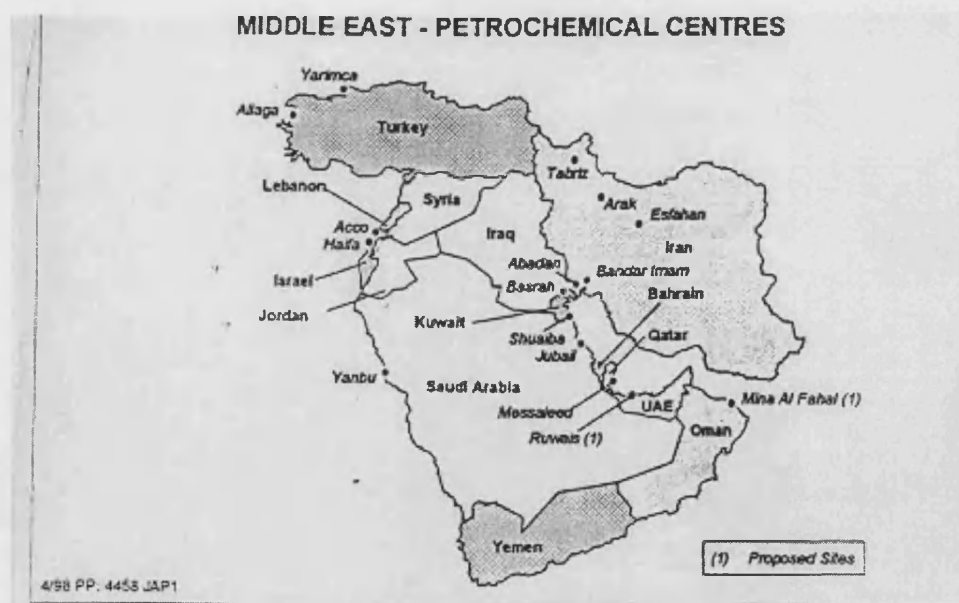 MIDDLE EAST - PETROCHEMICAL CENTRES
Yarimca
Aliaga
Turkey
Tabriz
Lebanon
Syria
Arak
Esfahan
Acco
Haifa
Iraq
Iran
Abadan
Bandar Imam
Israel
Basrah
Bahrain
Jordan
Kuwait
Shuaiba
Qatar
Jubail
Yanbu
Saudi Arabia
Messaieed
UAE
Mina Al Fahal (1)
Ruwais (1)
Oman
Yemen
(1) Proposed Sites
4/98 PP: 4458 JAP1